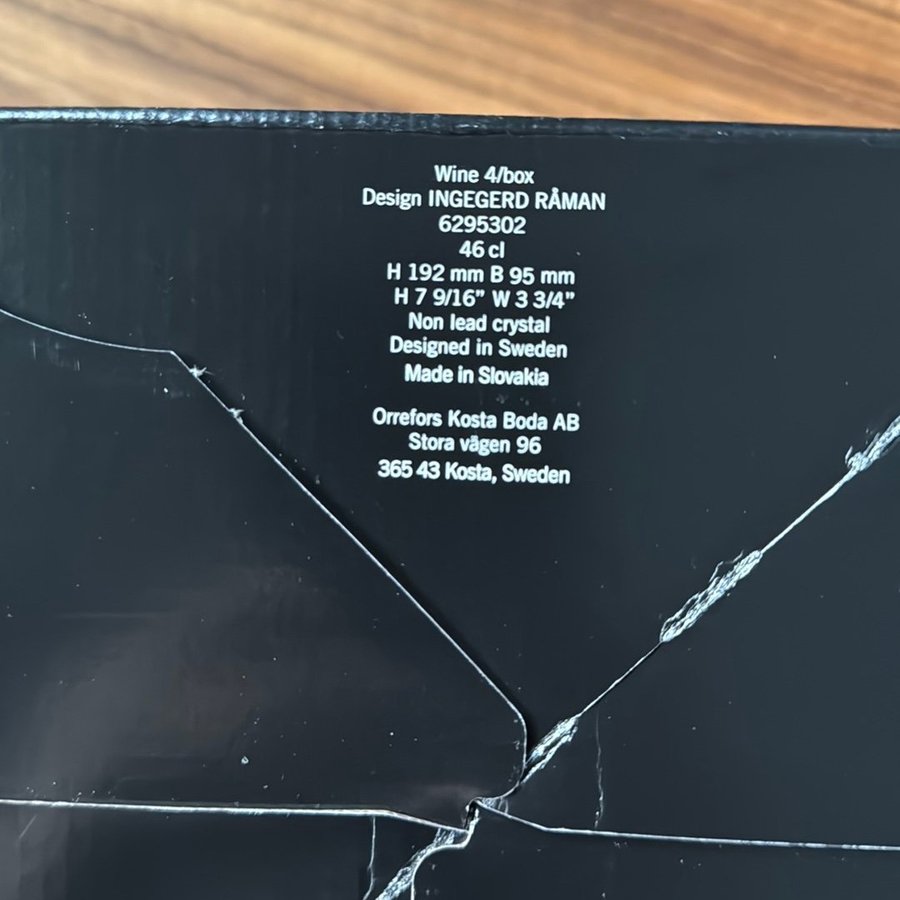 Wine 4/box
Design INGEGERD RÅMAN
6295302
46 cl
H 192 mm B 95 mm
H 7 9/16” W 3 3/4”
Non lead crystal
Designed in Sweden
Made in Slovakia
Orrefors Kosta Boda AB
Stora vägen 96
365 43 Kosta, Sweden